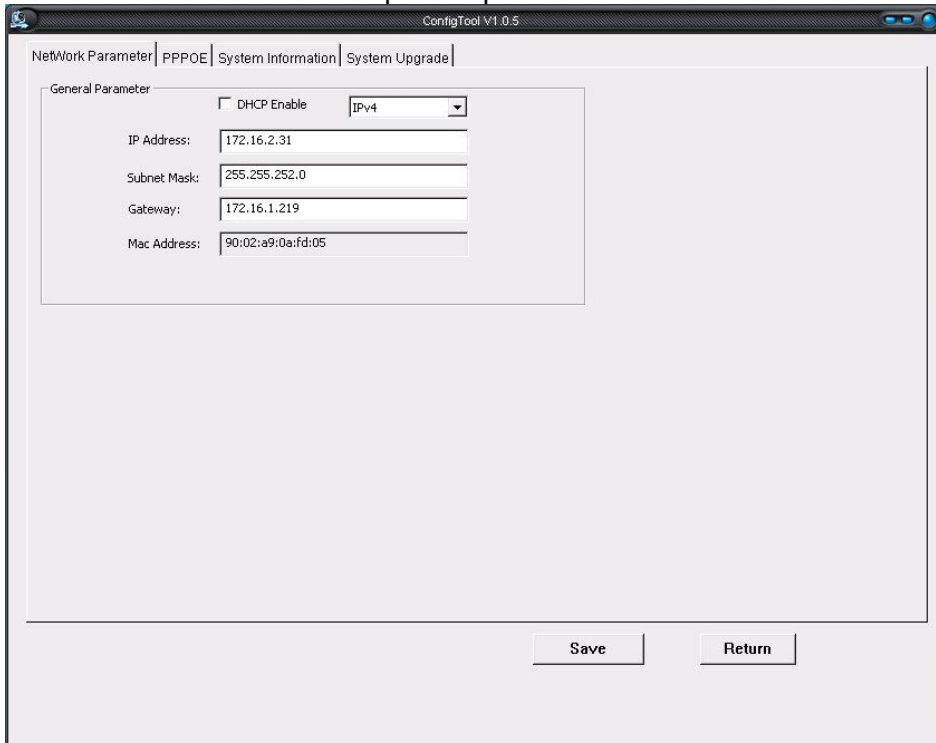 ConfigTool V1.0.5
NetWork Parameter PPPOE System Information System Upgrade
General Parameter
DHCP Enable IPv4
IP Address: 172.16.2.31
Subnet Mask: 255.255.252.0
Gateway: 172.16.1.219
Mac Address: 90:02:a9:0a:fd:05
Save Return